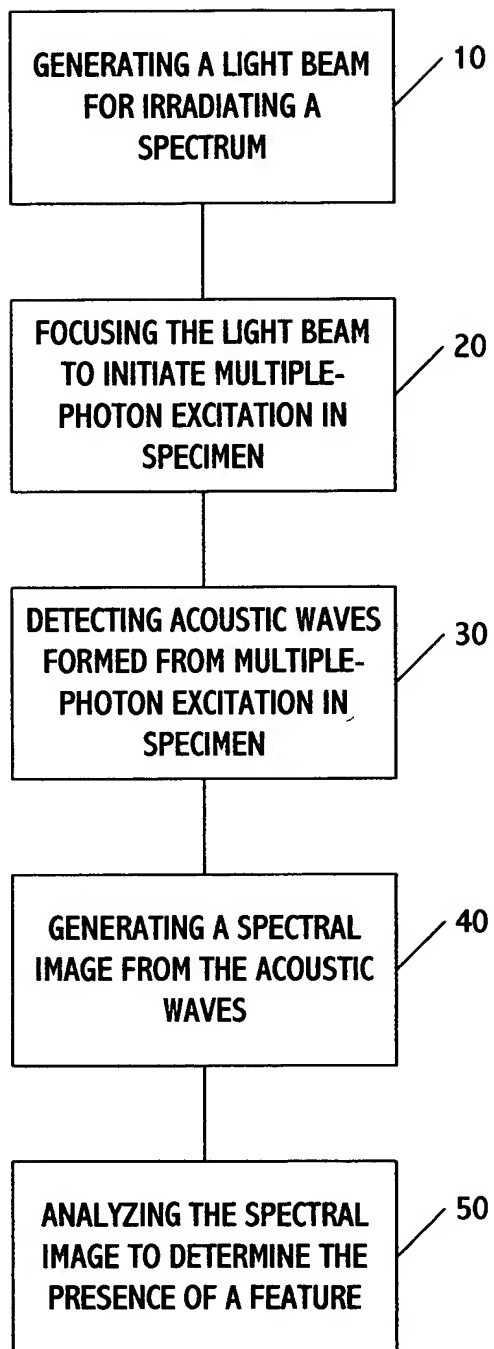 GENERATING A LIGHT BEAM
FOR IRRADIATING A
SPECTRUM
10
FOCUSING THE LIGHT BEAM
TO INITIATE MULTIPLE-
PHOTON EXCITATION IN
SPECIMEN
20
DETECTING ACOUSTIC WAVES
FORMED FROM MULTIPLE-
PHOTON EXCITATION IN
SPECIMEN
30
GENERATING A SPECTRAL
IMAGE FROM THE ACOUSTIC
WAVES
40
ANALYZING THE SPECTRAL
IMAGE TO DETERMINE THE
PRESENCE OF A FEATURE
50